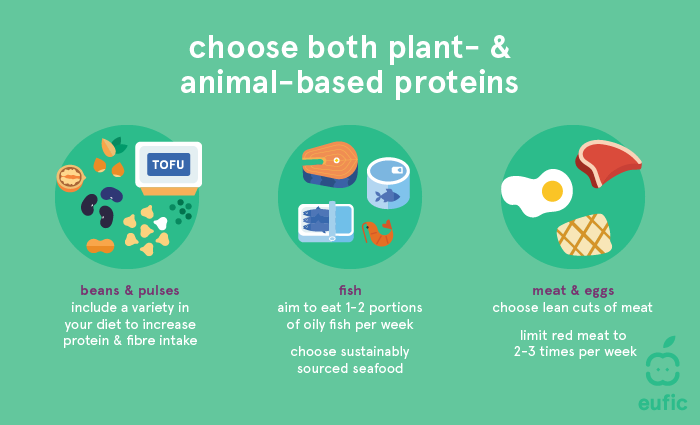 choose both plant- &
animal-based proteins
TOFU
beans & pulses
include a variety in
your diet to increase
protein & fibre intake
fish
aim to eat 1-2 portions
of oily fish per week
choose sustainably
sourced seafood
meat & eggs
choose lean cuts of meat
limit red meat to
2-3 times per week
eufic